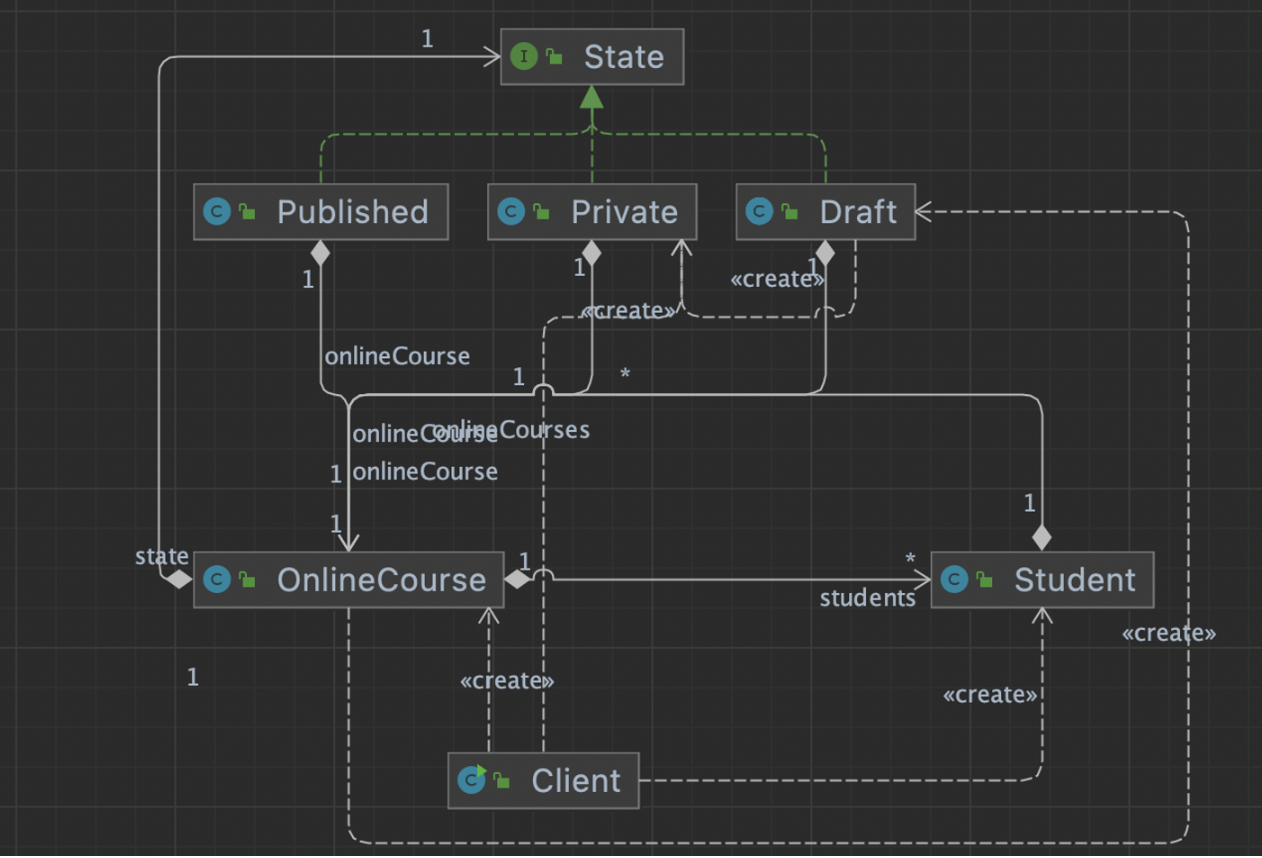 1
I State
C Published
C Private
C Draft
1
1
1
«create»
«create»
onlineCourse
1
*
onlineCourse
onlineCourses
1
onlineCourse
1
1
state
1
*
C OnlineCourse
C Student
students
«create»
1
«create»
«create»
C Client